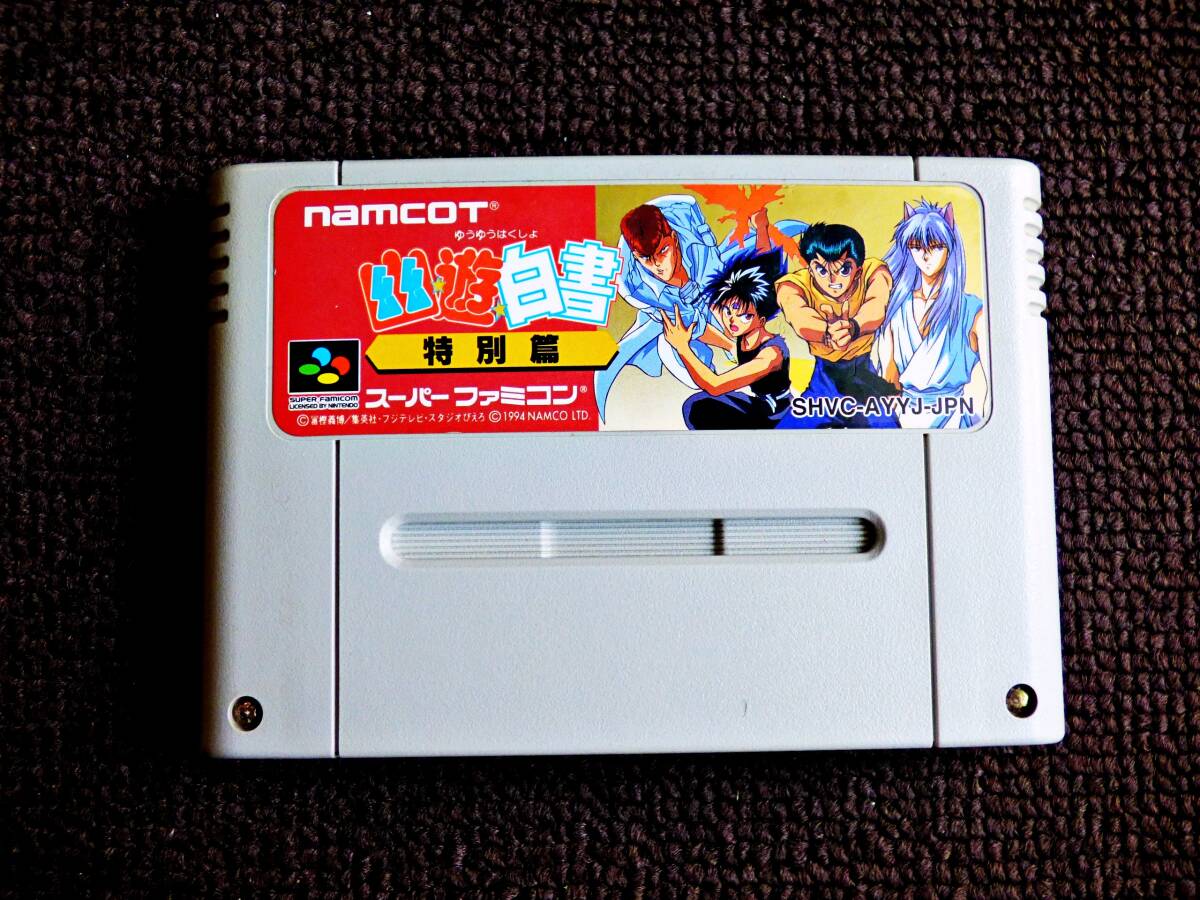 namcot®
ゆうゆうはくしょ
幽★遊★白書
特別篇
スーパーファミコン®
SUPER FAMICOM
LICENSED BY NINTENDO
©冨樫義博/集英社・フジテレビ・スタジオぴえろ ©1994 NAMCO LTD.
SHVC-AYYJ-JPN